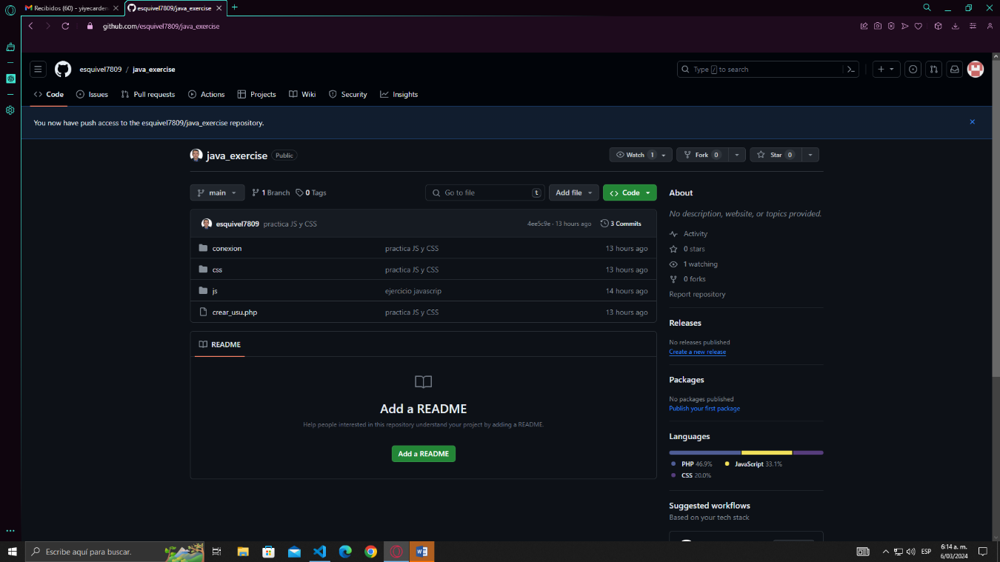 Recibidos (60) - yiyecarden
esquivel7809/java_exercise
github.com/esquivel7809/java_exercise
esquivel7809 / java_exercise
Type / to search
Code Issues Pull requests Actions Projects Wiki Security Insights
You now have push access to the esquivel7809/java_exercise repository.
java_exercise Public
Watch 1 Fork 0 Star 0
main 1 Branch 0 Tags Go to file t Add file Code
esquivel7809 practica JS y CSS 4ee5c9e · 13 hours ago 3 Commits
conexion practica JS y CSS 13 hours ago
css practica JS y CSS 13 hours ago
js ejercicio javascrip 14 hours ago
crear_usu.php practica JS y CSS 13 hours ago
README
Add a README
Help people interested in this repository understand your project by adding a README.
Add a README
About
No description, website, or topics provided.
Activity
0 stars
1 watching
0 forks
Report repository
Releases
No releases published
Create a new release
Packages
No packages published
Publish your first package
Languages
PHP 46.9% JavaScript 33.1%
CSS 20.0%
Suggested workflows
Based on your tech stack
Escribe aquí para buscar.
ESP
6:14 a. m.
6/03/2024